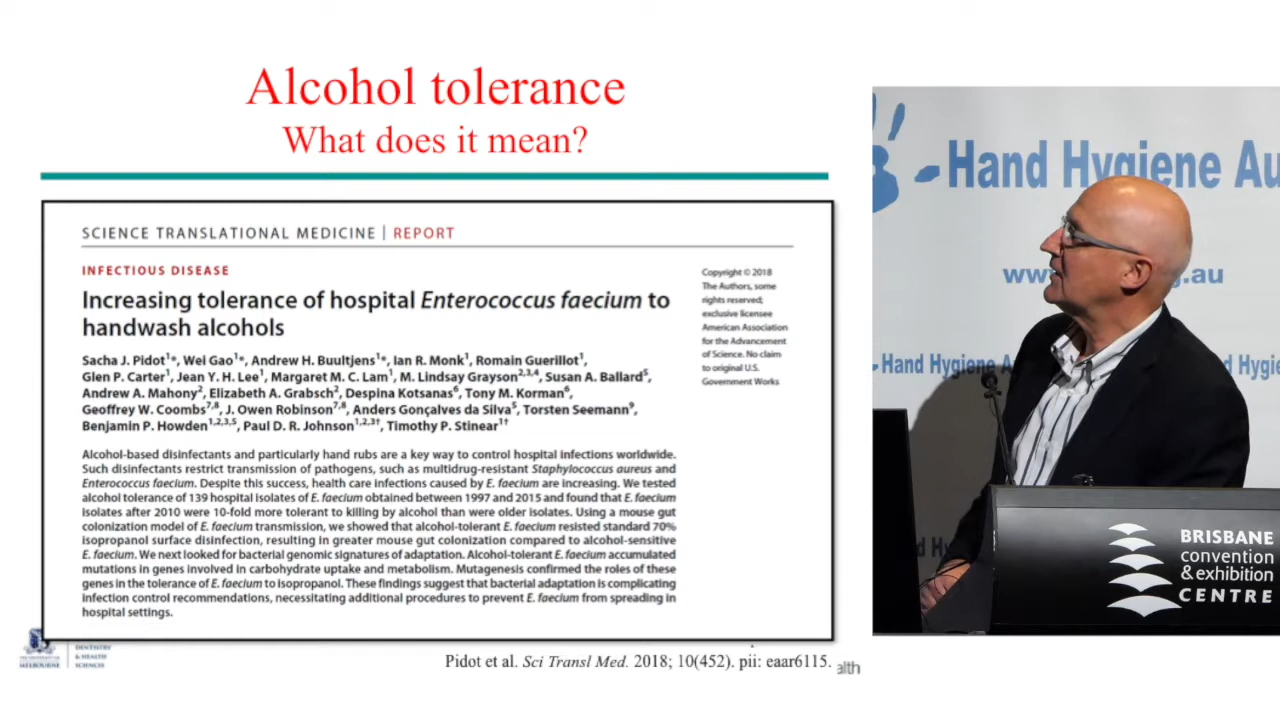 Alcohol tolerance
What does it mean?
SCIENCE TRANSLATIONAL MEDICINE | REPORT
INFECTIOUS DISEASE
Increasing tolerance of hospital Enterococcus faecium to
handwash alcohols
Sacha J. Pidot1*, Wei Gao1*, Andrew H. Buultjens1*, Ian R. Monk1, Romain Guerillot1,
Glen P. Carter1, Jean Y. H. Lee1, Margaret M. C. Lam1, M. Lindsay Grayson2,3,4, Susan A. Ballard5,
Andrew A. Mahony2, Elizabeth A. Grabsch2, Despina Kotsanas6, Tony M. Korman6,
Geoffrey W. Coombs7,8, J. Owen Robinson7,8, Anders Gonçalves da Silva5, Torsten Seemann9,
Benjamin P. Howden1,2,3,5, Paul D. R. Johnson1,2,3†, Timothy P. Stinear1†
Alcohol-based disinfectants and particularly hand rubs are a key way to control hospital infections worldwide.
Such disinfectants restrict transmission of pathogens, such as multidrug-resistant Staphylococcus aureus and
Enterococcus faecium. Despite this success, health care infections caused by E. faecium are increasing. We tested
alcohol tolerance of 139 hospital isolates of E. faecium obtained between 1997 and 2015 and found that E. faecium
isolates after 2010 were 10-fold more tolerant to killing by alcohol than were older isolates. Using a mouse gut
colonization model of E. faecium transmission, we showed that alcohol-tolerant E. faecium resisted standard 70%
isopropanol surface disinfection, resulting in greater mouse gut colonization compared to alcohol-sensitive
E. faecium. We next looked for bacterial genomic signatures of adaptation. Alcohol-tolerant E. faecium accumulated
mutations in genes involved in carbohydrate uptake and metabolism. Mutagenesis confirmed the roles of these
genes in the tolerance of E. faecium to isopropanol. These findings suggest that bacterial adaptation is complicating
infection control recommendations, necessitating additional procedures to prevent E. faecium from spreading in
hospital settings.
Copyright © 2018
The Authors, some
rights reserved;
exclusive licensee
American Association
for the Advancement
of Science. No claim
to original U.S.
Government Works
MELBOURNE
DENTISTRY
& HEALTH
SCIENCES
Pidot et al. Sci Transl Med. 2018; 10(452). pii: eaar6115.
alth
Hand Hygiene Au
www. g.au
Hand Hygiene A
Hygi
d Hy
BRISBANE
convention
& exhibition
CENTRE